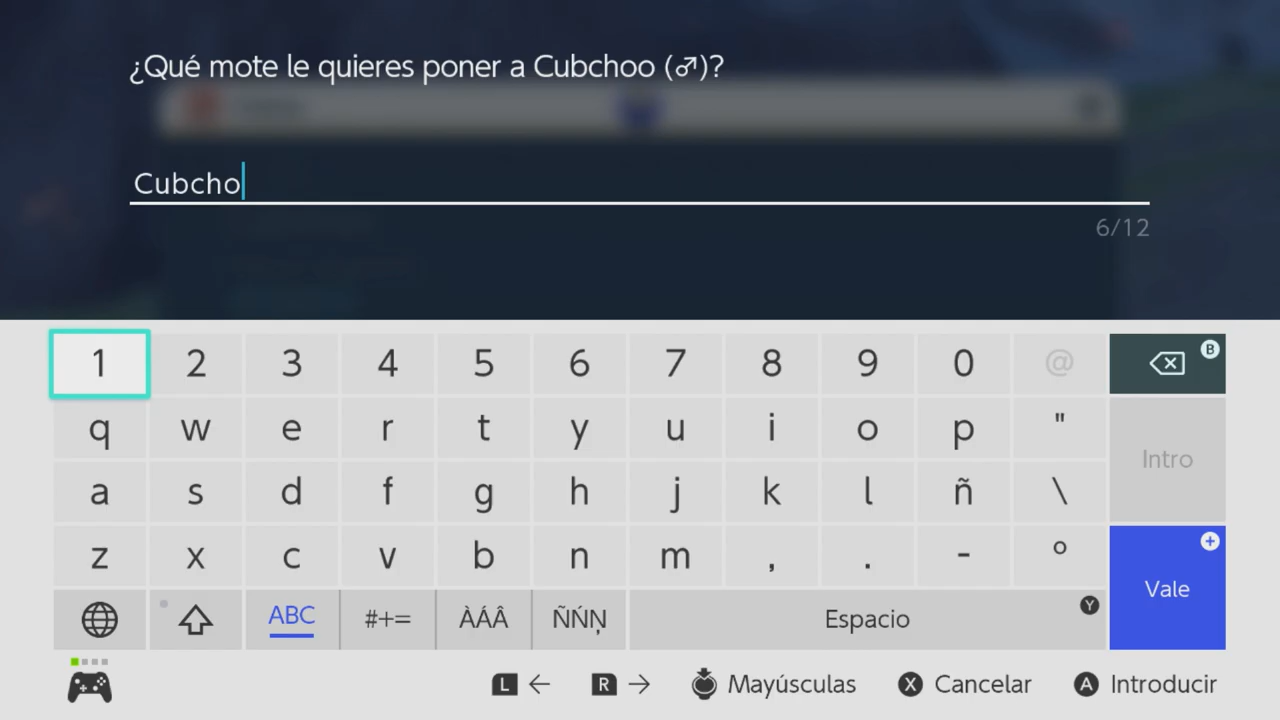 ¿Qué mote le quieres poner a Cubchoo (♂)?
Cubcho
6/12
1 2 3 4 5 6 7 8 9 0 @ B
q w e r t y u i o p " Intro
a s d f g h j k l ñ \
z x c v b n m , . - º + Vale
ABC #+= ÀÁÂ ÑŃŅ Espacio Y
L ← R → Mayúsculas X Cancelar A Introducir